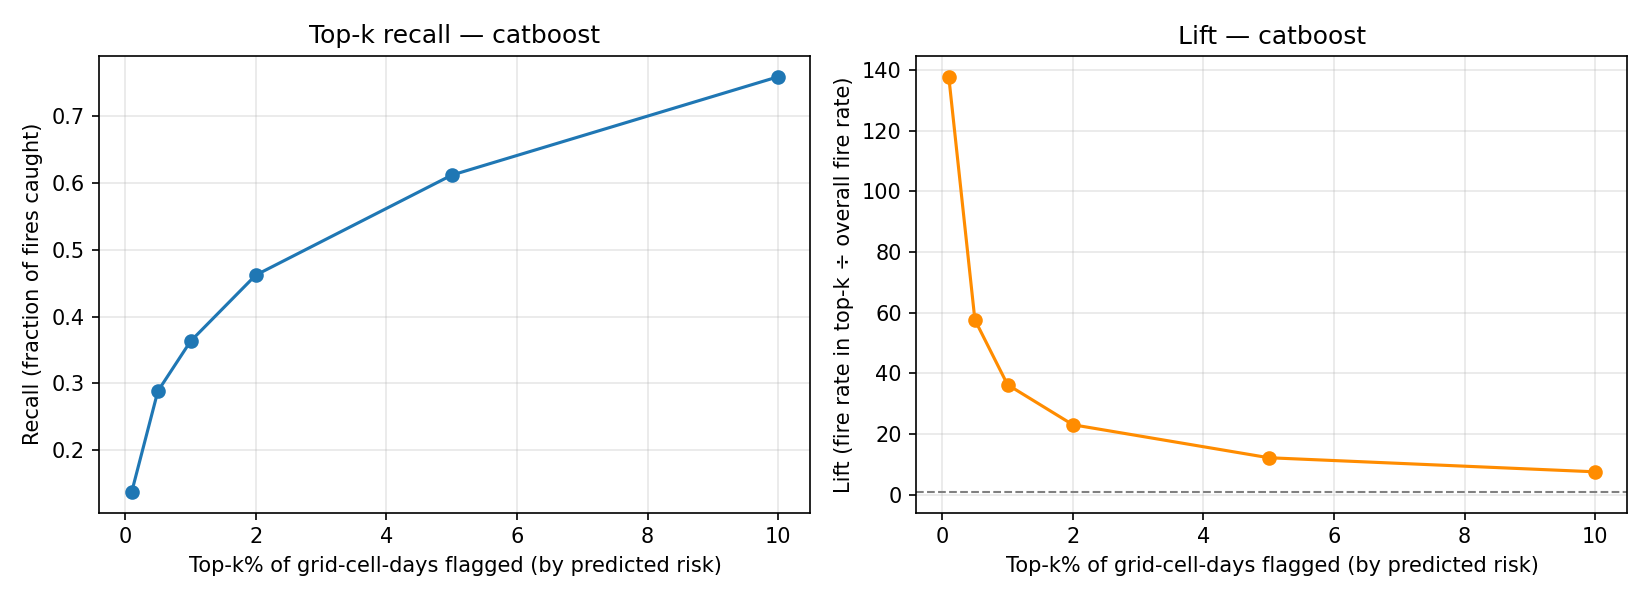 Top-k recall — catboost
Recall (fraction of fires caught)
0.7
0.6
0.5
0.4
0.3
0.2
0 2 4 6 8 10
Top-k% of grid-cell-days flagged (by predicted risk)
Lift — catboost
Lift (fire rate in top-k ÷ overall fire rate)
140
120
100
80
60
40
20
0
0 2 4 6 8 10
Top-k% of grid-cell-days flagged (by predicted risk)